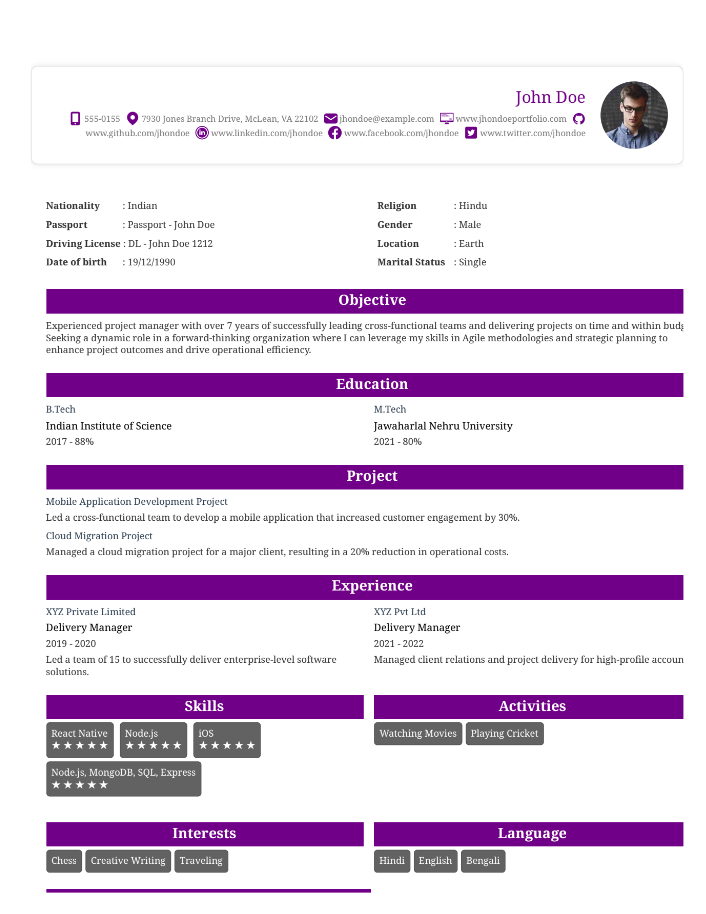 John Doe
555-0155 7930 Jones Branch Drive, McLean, VA 22102 jhondoe@example.com www.jhondoeportfolio.com
www.github.com/jhondoe www.linkedin.com/jhondoe www.facebook.com/jhondoe www.twitter.com/jhondoe
Nationality : Indian
Religion : Hindu
Passport : Passport - John Doe
Gender : Male
Driving License : DL - John Doe 1212
Location : Earth
Date of birth : 19/12/1990
Marital Status : Single
Objective
Experienced project manager with over 7 years of successfully leading cross-functional teams and delivering projects on time and within budg
Seeking a dynamic role in a forward-thinking organization where I can leverage my skills in Agile methodologies and strategic planning to
enhance project outcomes and drive operational efficiency.
Education
B.Tech
Indian Institute of Science
2017 - 88%
M.Tech
Jawaharlal Nehru University
2021 - 80%
Project
Mobile Application Development Project
Led a cross-functional team to develop a mobile application that increased customer engagement by 30%.
Cloud Migration Project
Managed a cloud migration project for a major client, resulting in a 20% reduction in operational costs.
Experience
XYZ Private Limited
Delivery Manager
2019 - 2020
Led a team of 15 to successfully deliver enterprise-level software
solutions.
XYZ Pvt Ltd
Delivery Manager
2021 - 2022
Managed client relations and project delivery for high-profile accoun
Skills
React Native
★★★★★
Node.js
★★★★★
iOS
★★★★★
Node.js, MongoDB, SQL, Express
★★★★★
Activities
Watching Movies
Playing Cricket
Interests
Chess
Creative Writing
Traveling
Language
Hindi
English
Bengali